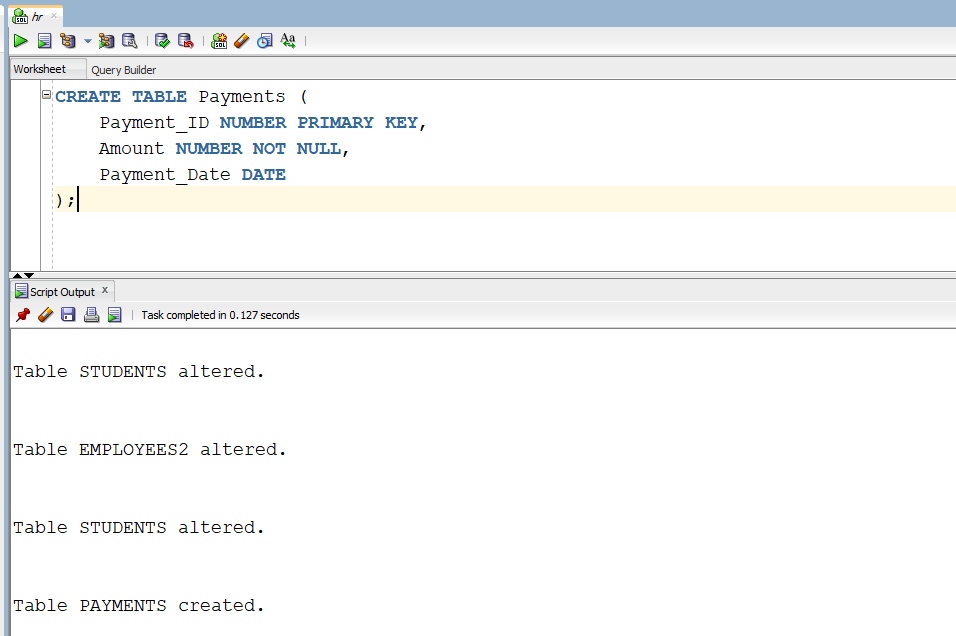 hr
Worksheet Query Builder
CREATE TABLE Payments (
Payment_ID NUMBER PRIMARY KEY,
Amount NUMBER NOT NULL,
Payment_Date DATE
);
Script Output x
Task completed in 0.127 seconds
Table STUDENTS altered.
Table EMPLOYEES2 altered.
Table STUDENTS altered.
Table PAYMENTS created.